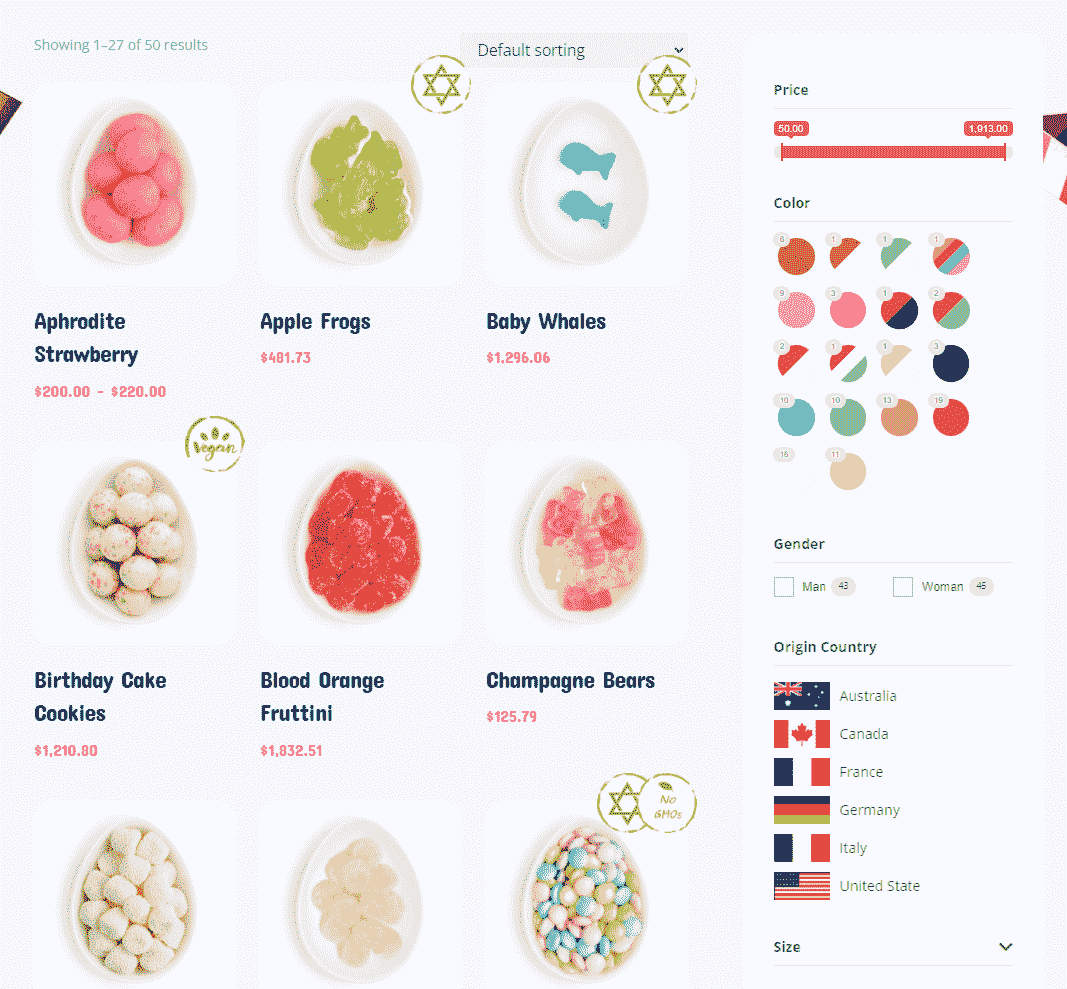 Showing 1–27 of 50 results
Default sorting
Aphrodite
Strawberry
$200.00 - $220.00
Apple Frogs
$481.73
Baby Whales
$1,296.06
vegan
Birthday Cake
Cookies
$1,210.80
Blood Orange
Fruttini
$1,832.51
Champagne Bears
$125.79
No
GMOs
Price
50.00
1,913.00
Color
6
1
1
1
9
3
1
2
2
1
1
3
10
10
13
19
16
11
Gender
Man 43
Woman 45
Origin Country
Australia
Canada
France
Germany
Italy
United State
Size